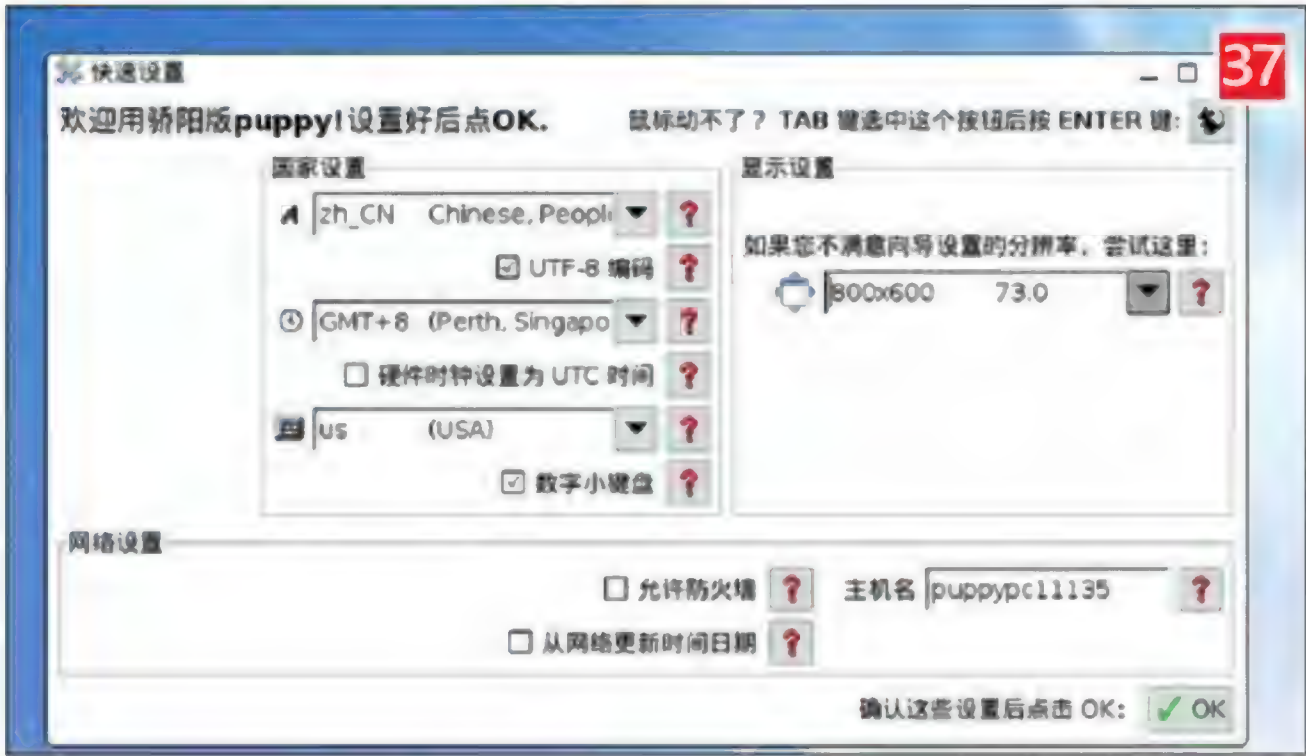 37
快速设置
欢迎用骄阳版puppy!设置好后点OK.
鼠标动不了？TAB 键选中这个按钮后按 ENTER 键:
国家设置
zh_CN Chinese, Peopl
? 
UTF-8 编码
?
GMT+8 (Perth, Singapo
?
硬件时钟设置为 UTC 时间
?
us (USA)
?
数字小键盘
?
显示设置
如果您不满意向导设置的分辨率，尝试这里:
800x600 73.0
?
网络设置
允许防火墙
?
主机名 puppypc11135
?
从网络更新时间日期
?
确认这些设置后点击 OK:
OK